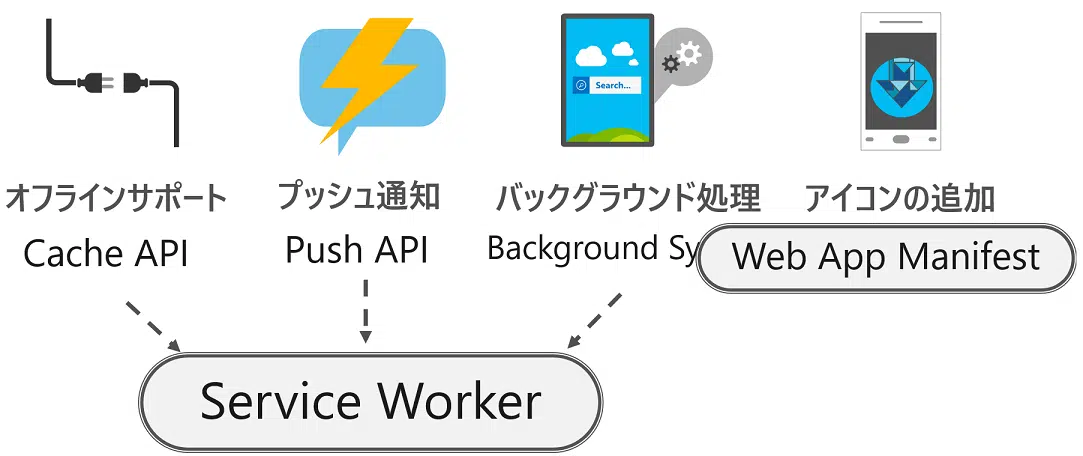 Search...
オフラインサポート
プッシュ通知
バックグラウンド処理
アイコンの追加
Cache API
Push API
Background Sy
Web App Manifest
Service Worker